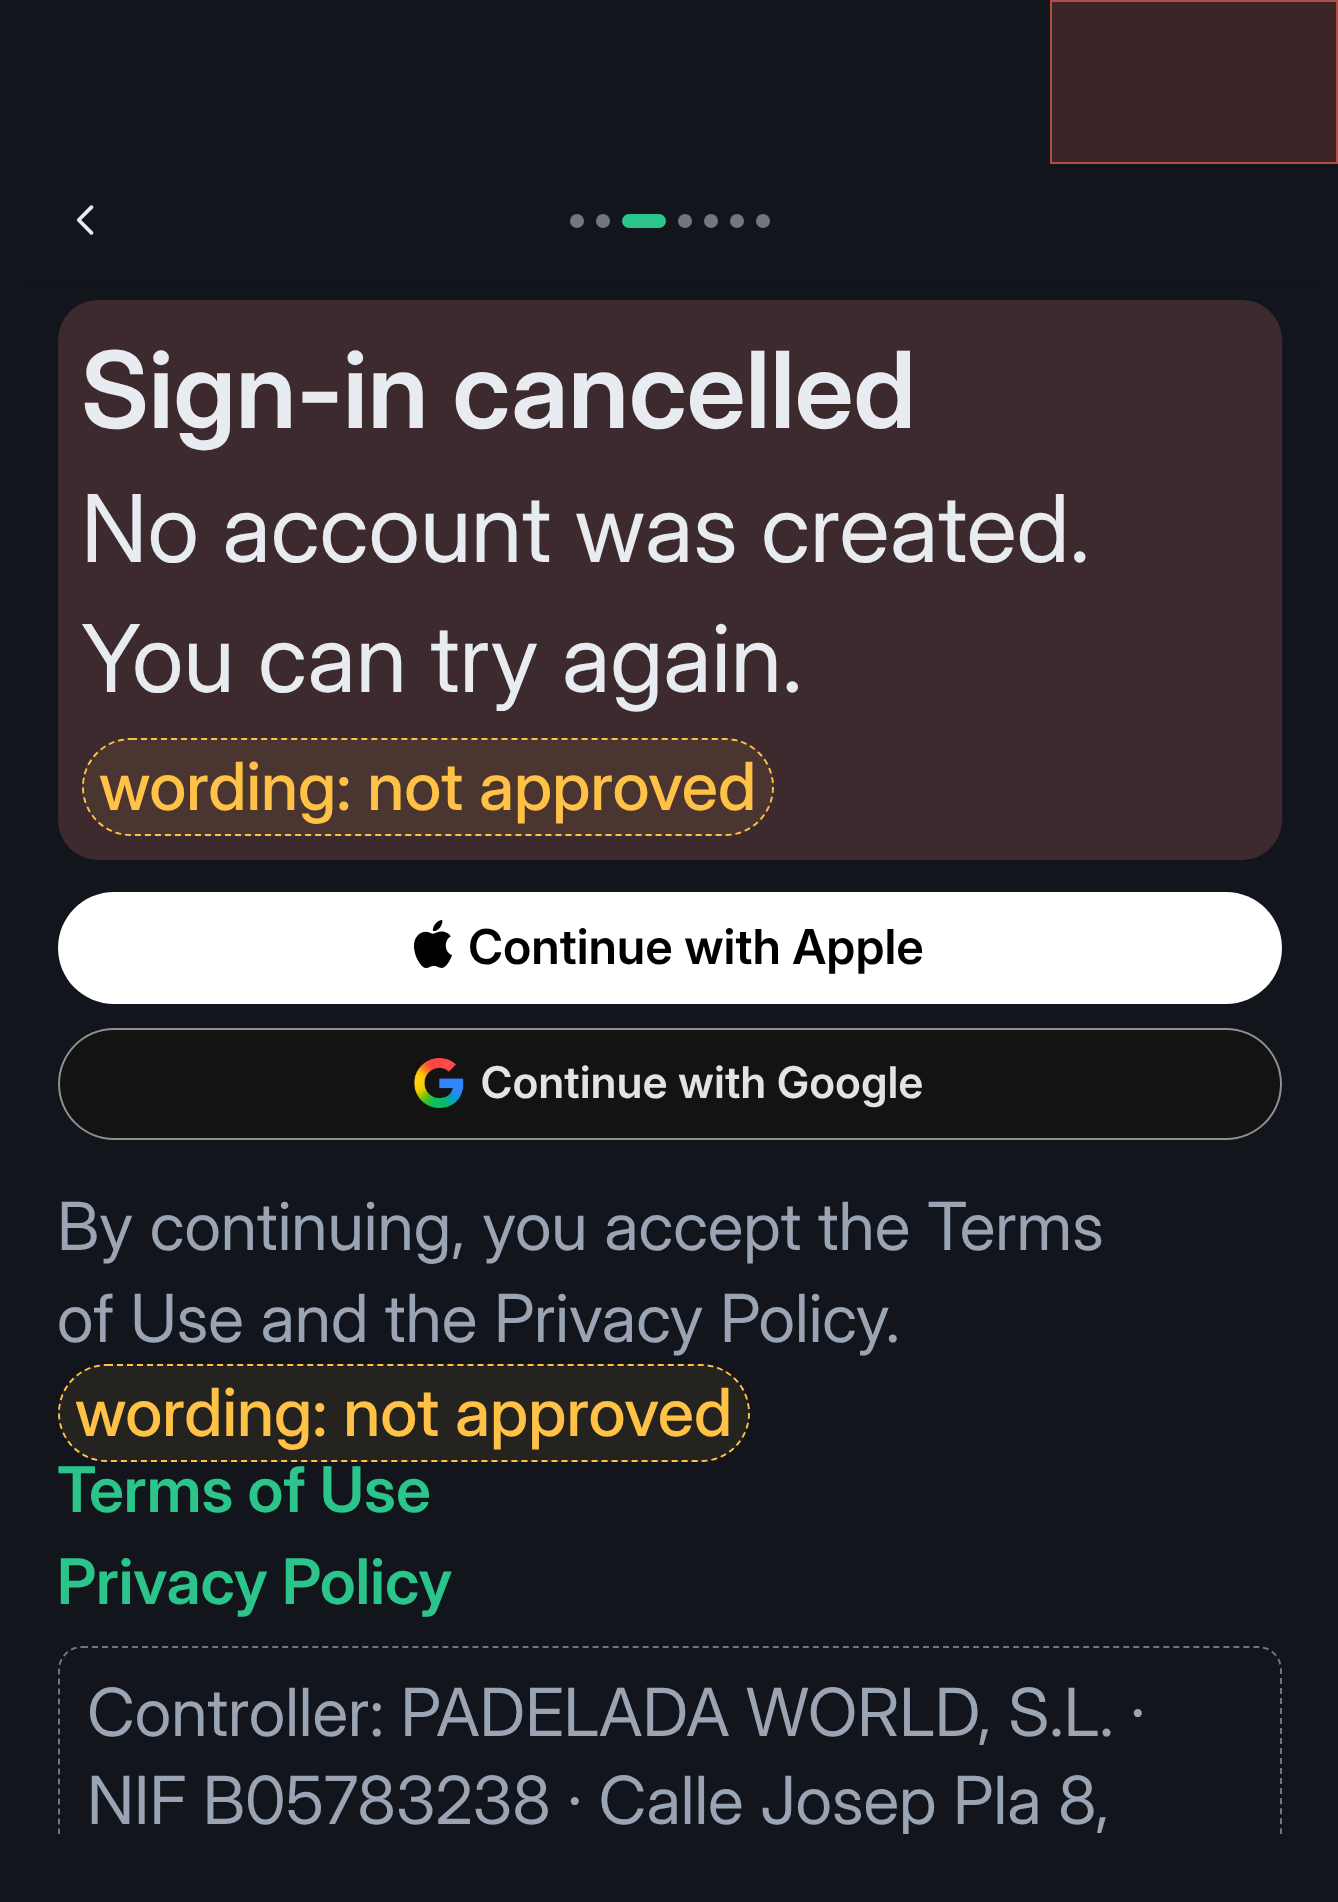 Sign-in cancelled
No account was created.
You can try again.
wording: not approved
Continue with Apple
Continue with Google
By continuing, you accept the Terms
of Use and the Privacy Policy.
wording: not approved
Terms of Use
Privacy Policy
Controller: PADELADA WORLD, S.L. ·
NIF B05783238 · Calle Josep Pla 8,